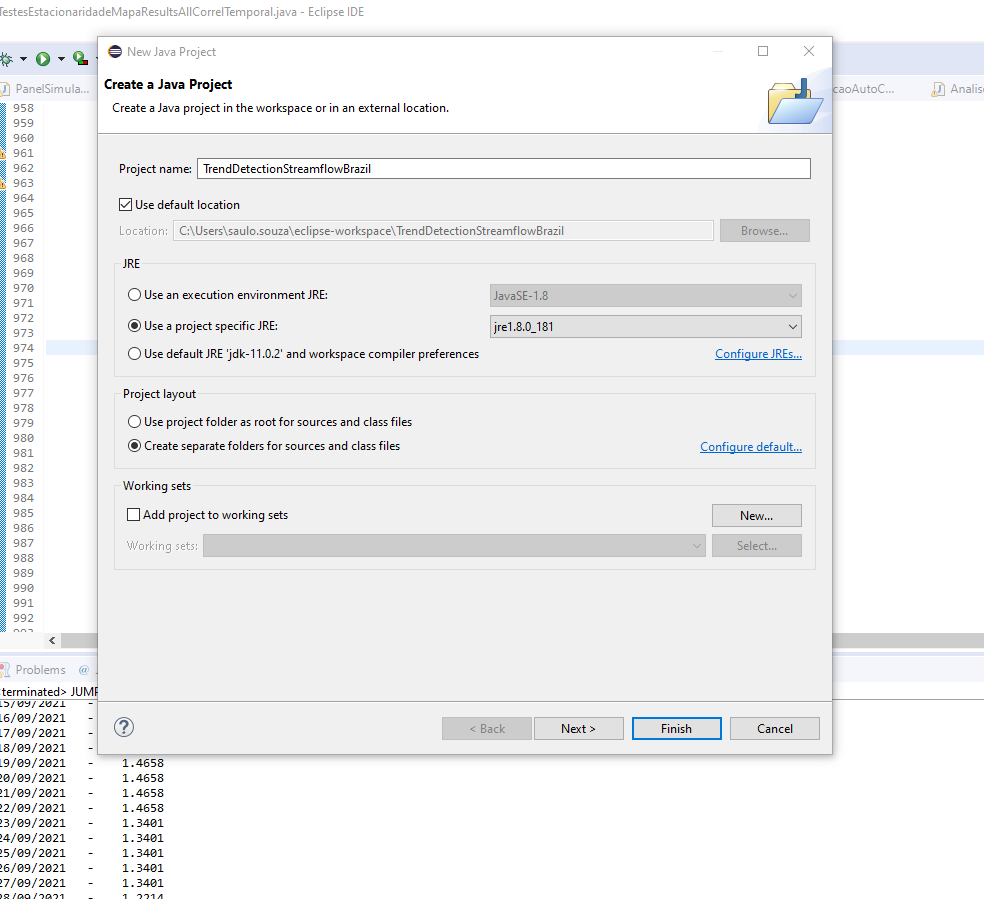 TestesEstacionaridadeMapaResultsAllCorrelTemporal.java - Eclipse IDE
New Java Project
PanelSimula...
caoAutoC...
Analise
Create a Java Project
Create a Java project in the workspace or in an external location.
Project name: TrendDetectionStreamflowBrazil
Use default location
Location: C:\Users\saulo.souza\eclipse-workspace\TrendDetectionStreamflowBrazil Browse...
JRE
Use an execution environment JRE: JavaSE-1.8
Use a project specific JRE: jre1.8.0_181
Use default JRE 'jdk-11.0.2' and workspace compiler preferences Configure JREs...
Project layout
Use project folder as root for sources and class files
Create separate folders for sources and class files Configure default...
Working sets
Add project to working sets New...
Working sets: Select...
< Back Next > Finish Cancel
958
959
960
961
962
963
964
965
966
967
968
969
970
971
972
973
974
975
976
977
978
979
980
981
982
983
984
985
986
987
988
989
990
991
992
Problems @
terminated> JUMP
15/09/2021 -
16/09/2021 -
17/09/2021 -
18/09/2021 -
19/09/2021 - 1.4658
20/09/2021 - 1.4658
21/09/2021 - 1.4658
22/09/2021 - 1.4658
23/09/2021 - 1.3401
24/09/2021 - 1.3401
25/09/2021 - 1.3401
26/09/2021 - 1.3401
27/09/2021 - 1.3401
28/09/2021 - 1.2214